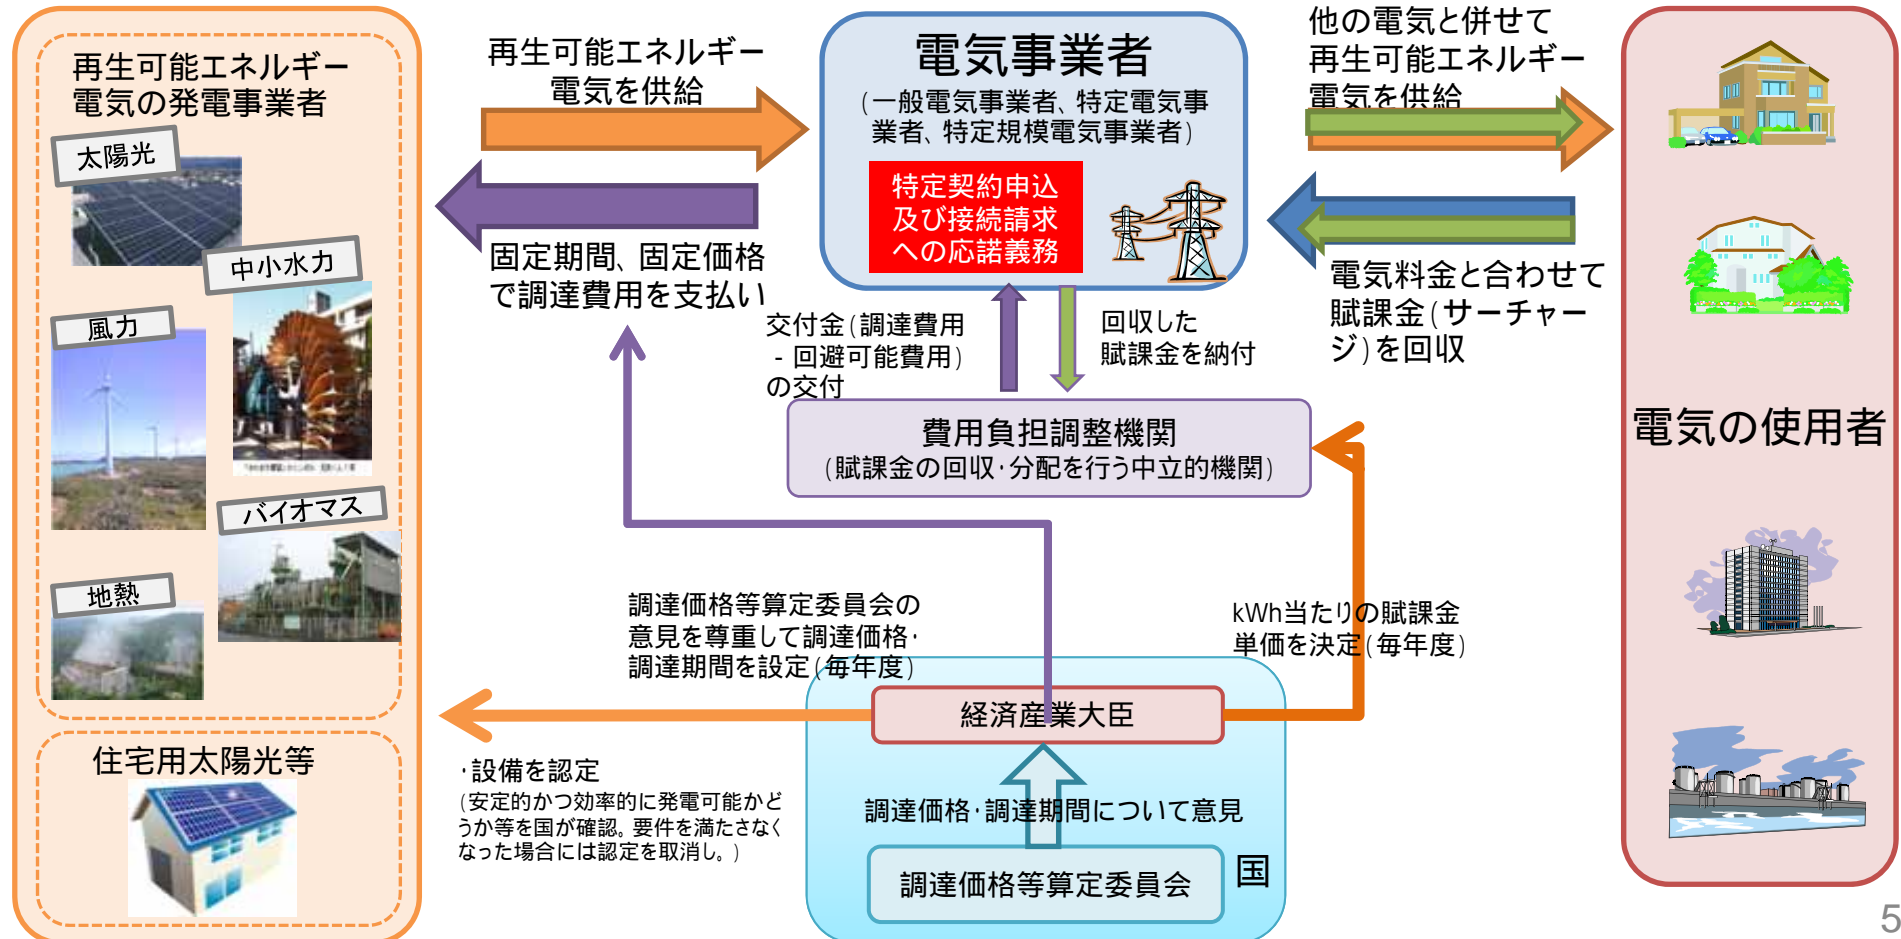 再生可能エネルギー
電気の発電事業者
太陽光
中小水力
風力
バイオマス
地熱
住宅用太陽光等
再生可能エネルギー
電気を供給
固定期間、固定価格
で調達費用を支払い
電気事業者
(一般電気事業者、特定電気事
業者、特定規模電気事業者)
特定契約申込
及び接続請求
への応諾義務
他の電気と併せて
再生可能エネルギー
電気を供給
電気料金と合わせて
賦課金(サーチャー
ジ)を回収
電気の使用者
交付金(調達費用
- 回避可能費用)
の交付
回収した
賦課金を納付
費用負担調整機関
(賦課金の回収・分配を行う中立的機関)
調達価格等算定委員会の
意見を尊重して調達価格・
調達期間を設定(毎年度)
kWh当たりの賦課金
単価を決定(毎年度)
経済産業大臣
・設備を認定
(安定的かつ効率的に発電可能かど
うか等を国が確認。要件を満たさなく
なった場合には認定を取消し。)
調達価格・調達期間について意見
調達価格等算定委員会
国
5